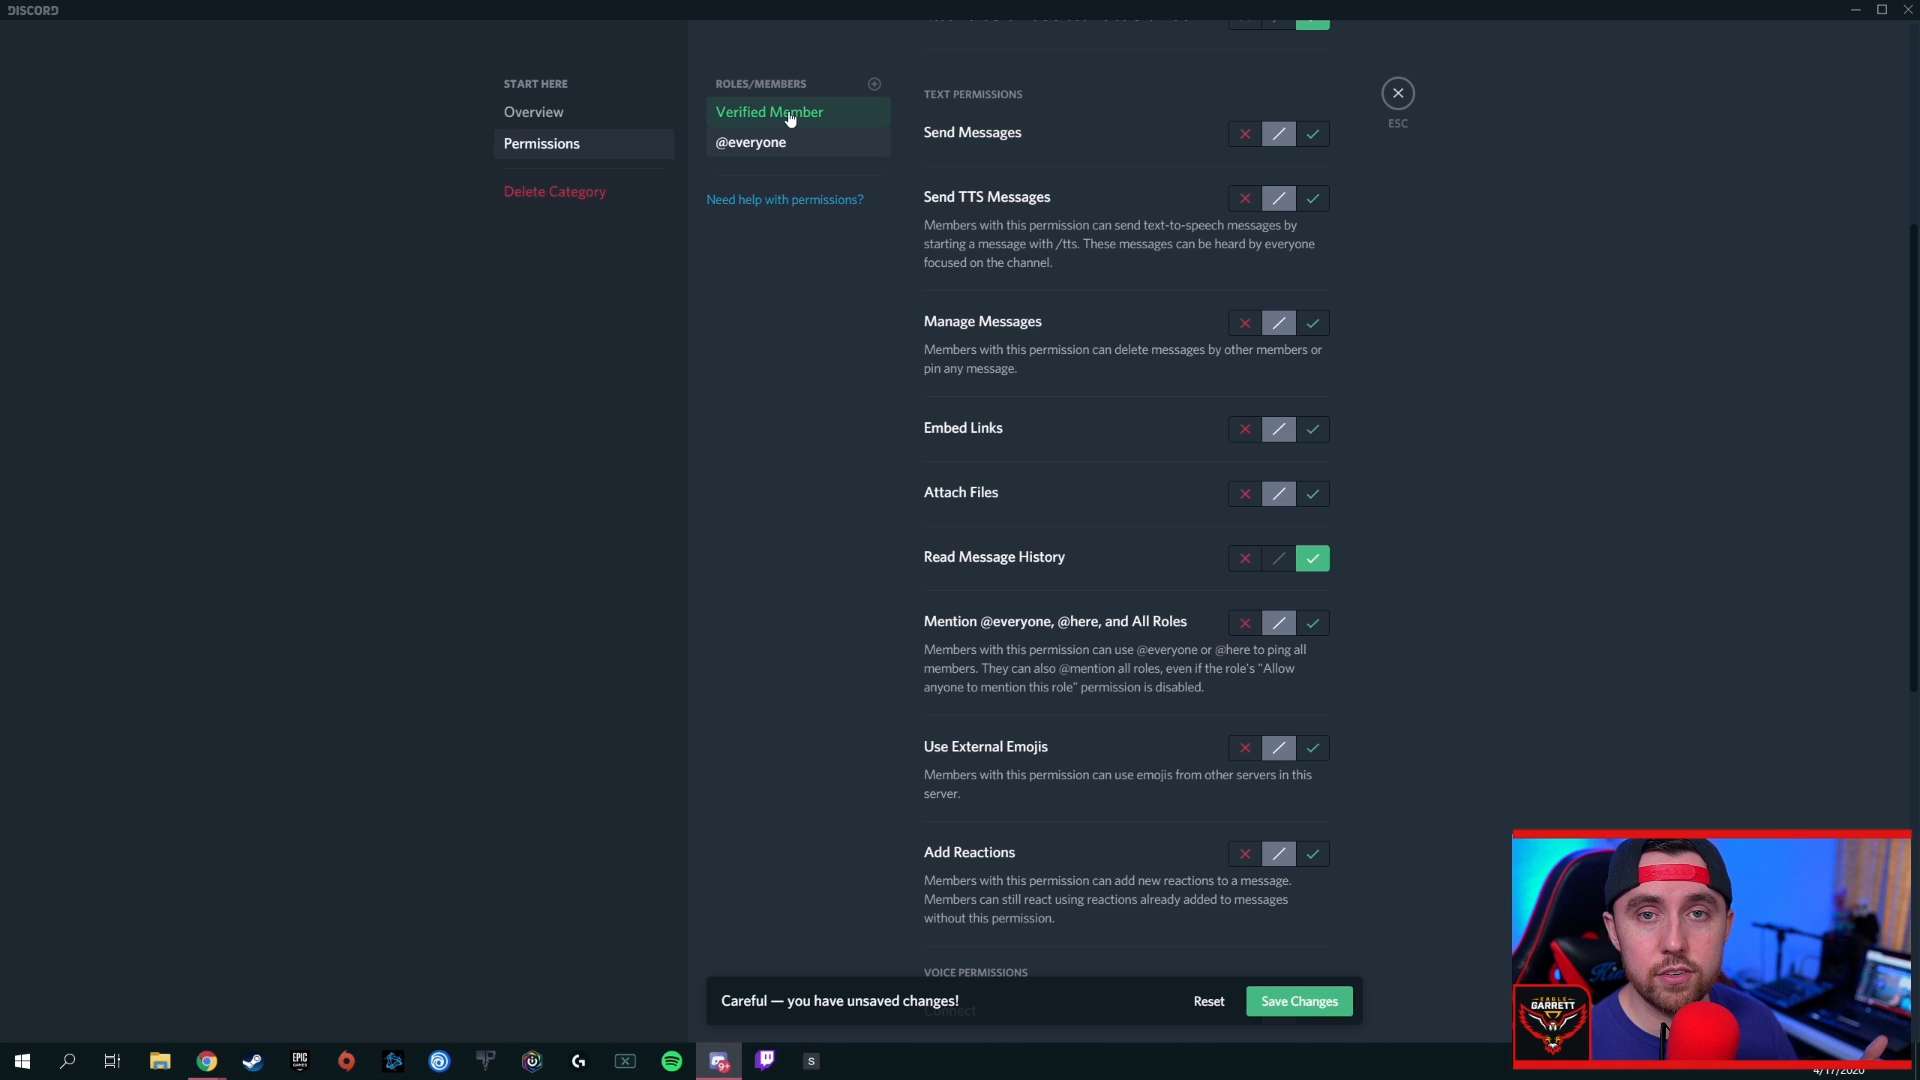 DISCORD
START HERE
Overview
Permissions
Delete Category
ROLES/MEMBERS
Verified Member
@everyone
Need help with permissions?
TEXT PERMISSIONS
ESC
Send Messages
Send TTS Messages
Members with this permission can send text-to-speech messages by
starting a message with /tts. These messages can be heard by everyone
focused on the channel.
Manage Messages
Members with this permission can delete messages by other members or
pin any message.
Embed Links
Attach Files
Read Message History
Mention @everyone, @here, and All Roles
Members with this permission can use @everyone or @here to ping all
members. They can also @mention all roles, even if the role's "Allow
anyone to mention this role" permission is disabled.
Use External Emojis
Members with this permission can use emojis from other servers in this
server.
Add Reactions
Members with this permission can add new reactions to a message.
Members can still react using reactions already added to messages
without this permission.
VOICE PERMISSIONS
Careful — you have unsaved changes!
Reset
Save Changes
Connect
EAGLE
GARRETT
EPIC
GAMES
9+
S
4/17/2020